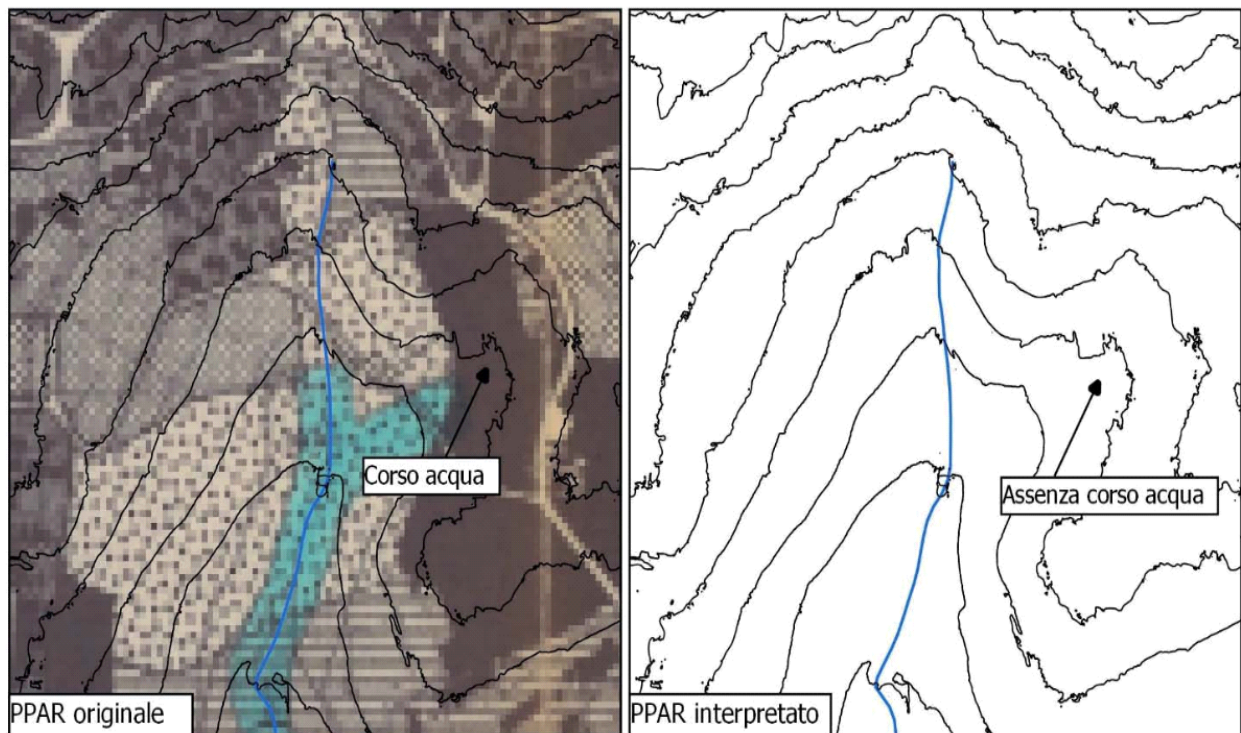 Corso acqua
PPAR originale
Assenza corso acqua
PPAR interpretato